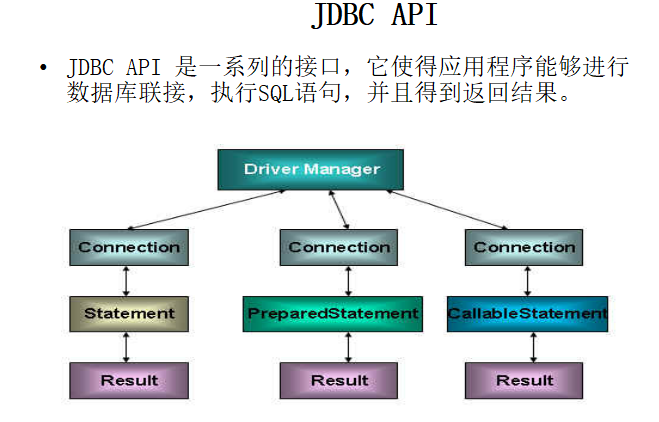 JDBC API
• JDBC API 是一系列的接口，它使得应用程序能够进行
数据库联接，执行SQL语句，并且得到返回结果。
Driver Manager
Connection
Connection
Connection
Statement
PreparedStatement
CallableStatement
Result
Result
Result